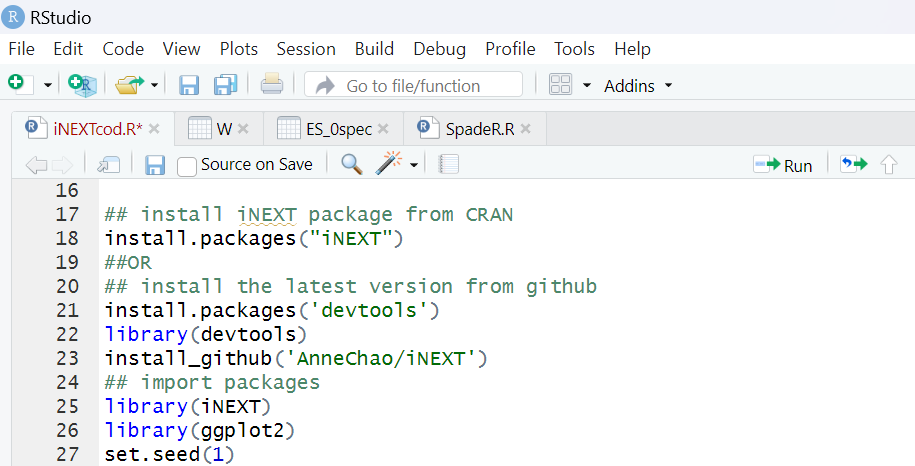 RStudio
File Edit Code View Plots Session Build Debug Profile Tools Help
Go to file/function Addins
iNEXTcod.R* W ES_0spec SpadeR.R
Source on Save Run
16
17 ## install iNEXT package from CRAN
18 install.packages("iNEXT")
19 ##OR
20 ## install the latest version from github
21 install.packages('devtools')
22 library(devtools)
23 install_github('AnneChao/iNEXT')
24 ## import packages
25 library(iNEXT)
26 library(ggplot2)
27 set.seed(1)